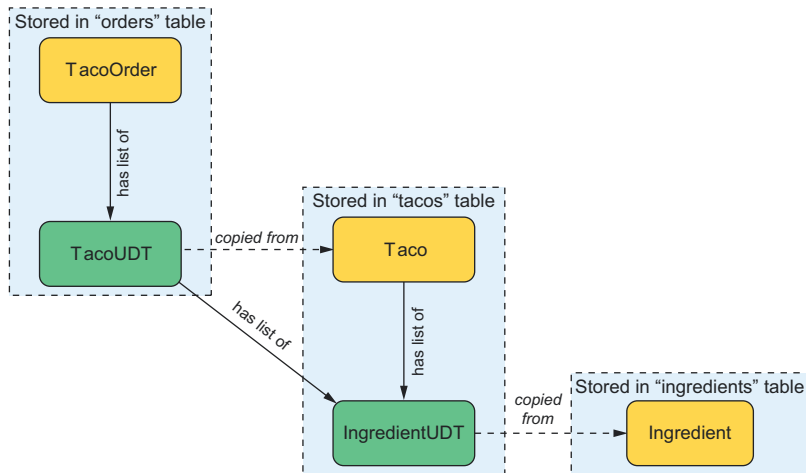 Stored in “orders” table
TacoOrder
has list of
TacoUDT
copied from
Stored in “tacos” table
Taco
has list of
has list of
IngredientUDT
copied
from
Stored in “ingredients” table
Ingredient